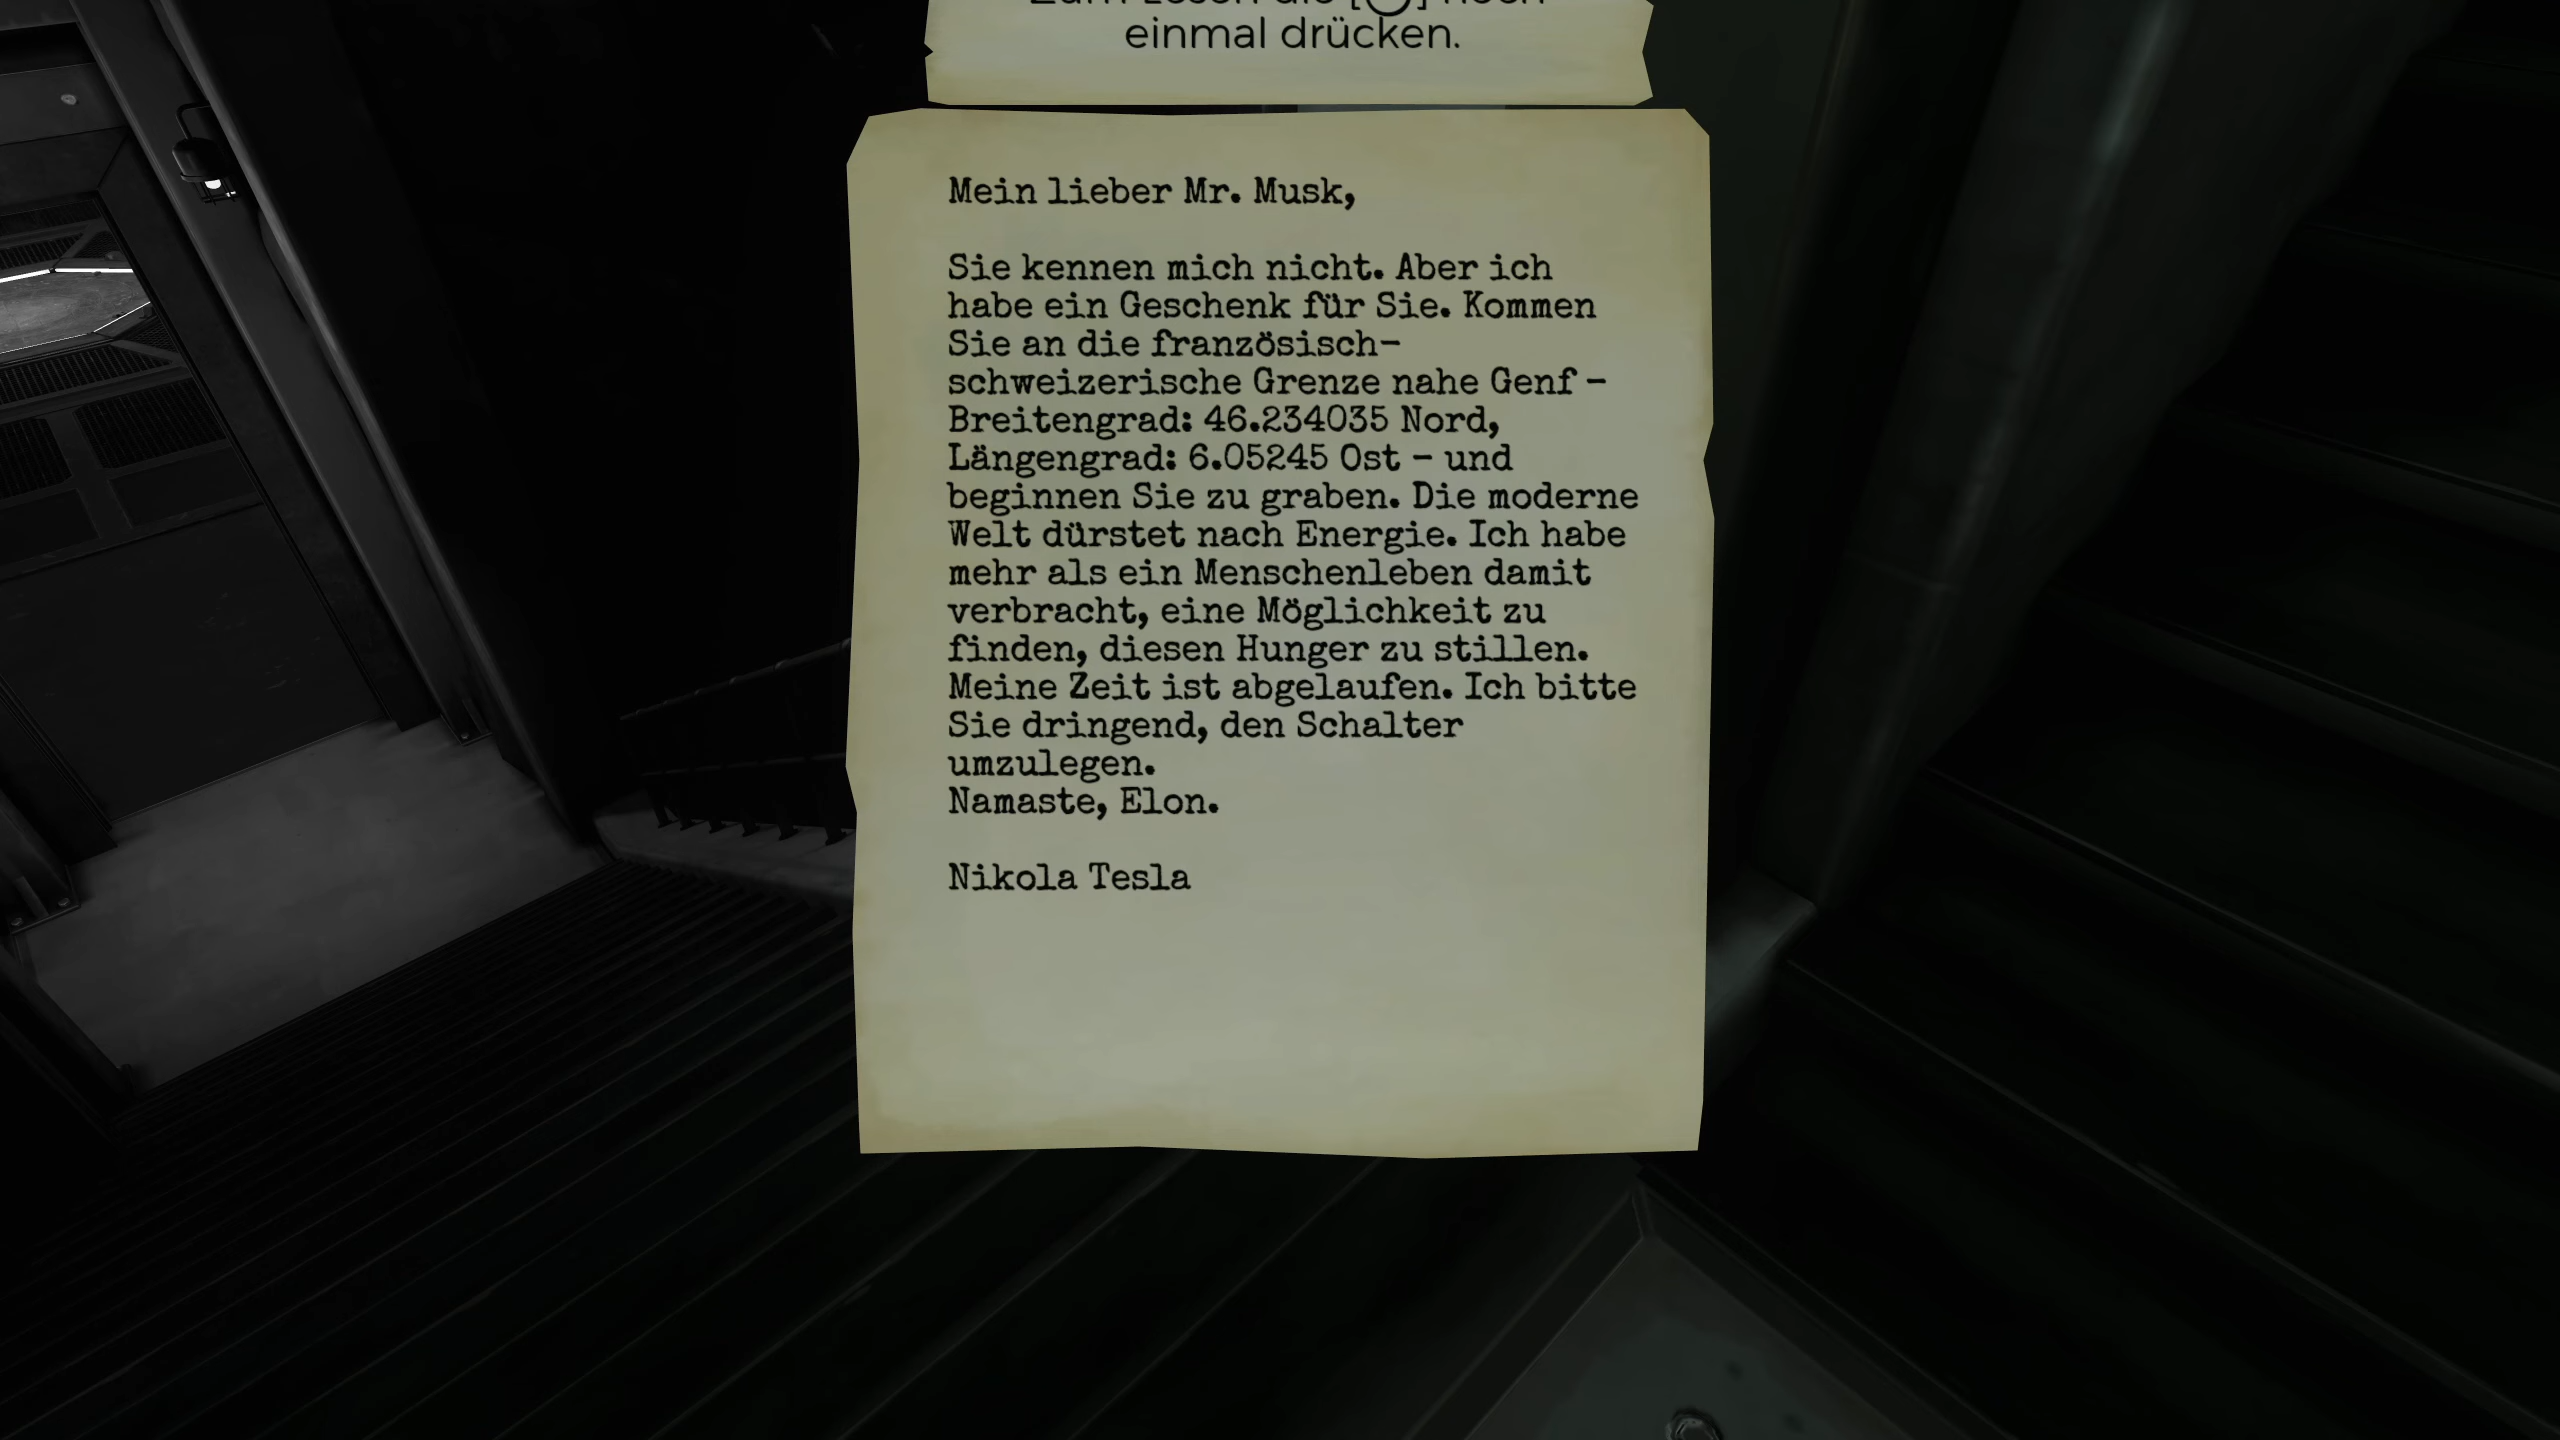 einmal drücken.
Mein lieber Mr. Musk,
Sie kennen mich nicht. Aber ich
habe ein Geschenk für Sie. Kommen
Sie an die französisch-
schweizerische Grenze nahe Genf -
Breitengrad: 46.234035 Nord,
Längengrad: 6.05245 Ost - und
beginnen Sie zu graben. Die moderne
Welt dürstet nach Energie. Ich habe
mehr als ein Menschenleben damit
verbracht, eine Möglichkeit zu
finden, diesen Hunger zu stillen.
Meine Zeit ist abgelaufen. Ich bitte
Sie dringend, den Schalter
umzulegen.
Namaste, Elon.
Nikola Tesla